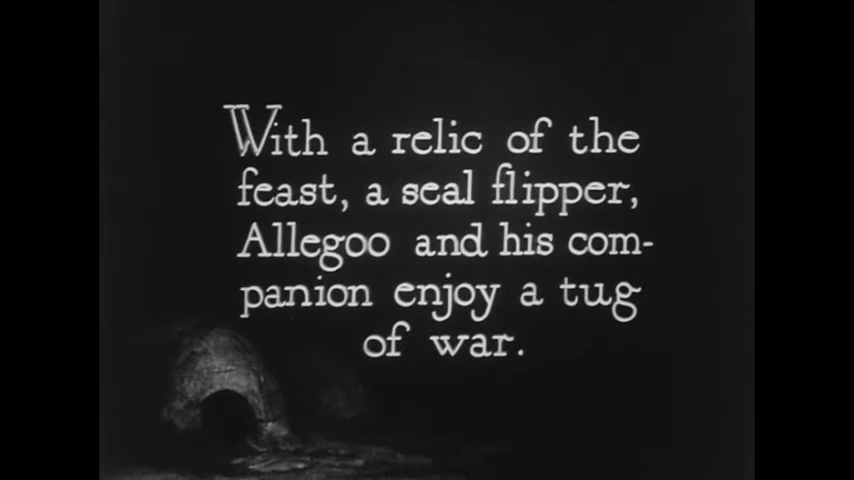 With a relic of the
feast, a seal flipper,
Allegoo and his com-
panion enjoy a tug
of war.